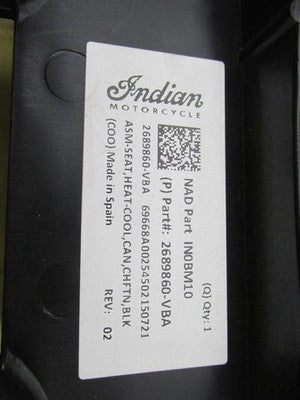 Indian
MOTORCYCLE
(Q) Qty: 1
NAD Part IN0BM10
(P) Part#: 2689860-VBA
2689860-VBA 69668A0025450215O721
ASM-SEAT,HEAT-COOL,CAN,CHFTN,BLK
(COO) Made in Spain
REV: 02